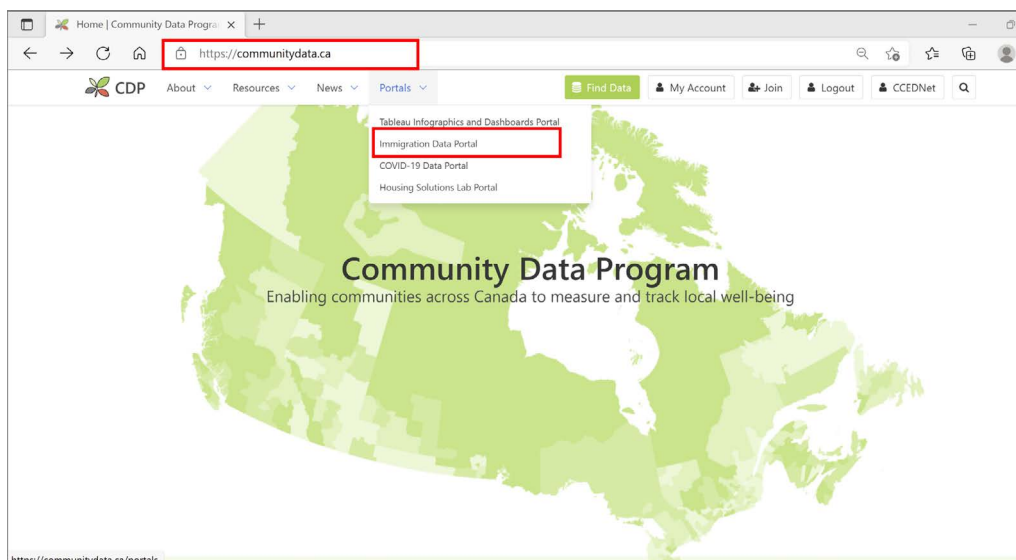 Home | Community Data Progra
https://communitydata.ca
CDP About Resources News Portals Find Data My Account Join Logout CCEDNet
Tableau Infographics and Dashboards Portal
Immigration Data Portal
COVID-19 Data Portal
Housing Solutions Lab Portal
Community Data Program
Enabling communities across Canada to measure and track local well-being
https://communitydata.ca/portals